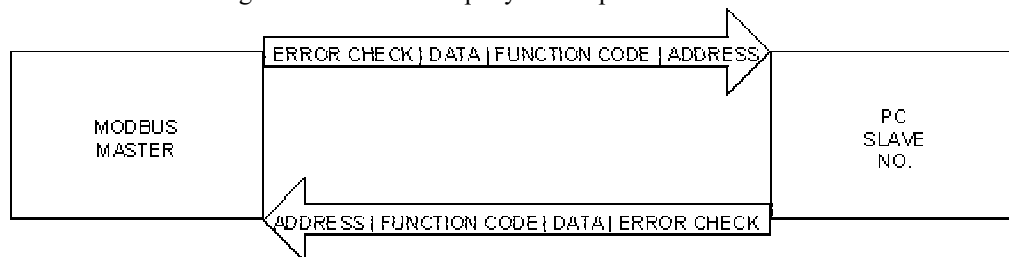 ERROR CHECK | DATA | FUNCTION CODE | ADDRESS
MODBUS
MASTER
PC
SLAVE
NO.
ADDRESS | FUNCTION CODE | DATA | ERROR CHECK